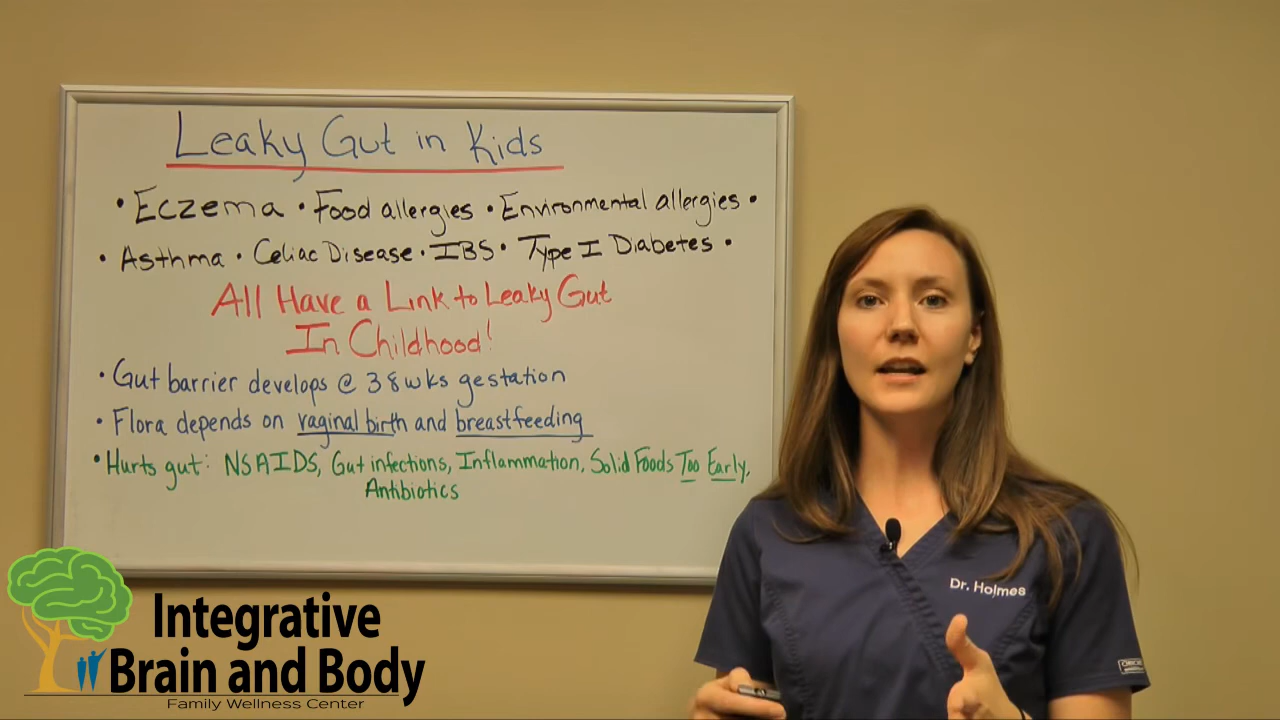 Leaky Gut in Kids
• Eczema • Food allergies • Environmental allergies •
• Asthma • Celiac Disease • IBS • Type I Diabetes •
All Have a Link to Leaky Gut
In Childhood!
• Gut barrier develops @ 38wks gestation
• Flora depends on vaginal birth and breastfeeding
• Hurts gut: NSAIDS, Gut infections, Inflammation, Solid Foods Too Early,
Antibiotics
Dr. Holmes
Integrative
Brain and Body
Family Wellness Center